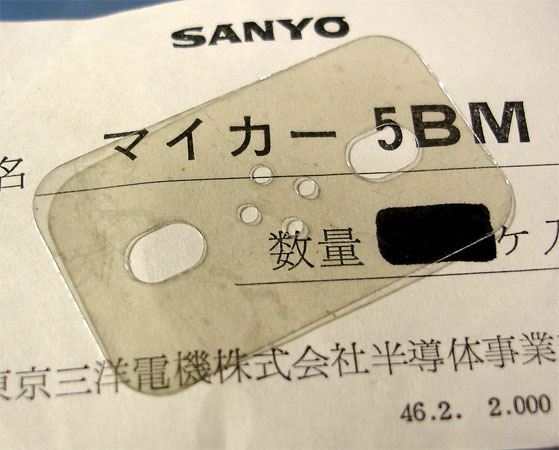 SANYO
名 マイカー 5BM
数量 ケ
東京三洋電機株式会社半導体事業
46.2. 2.000